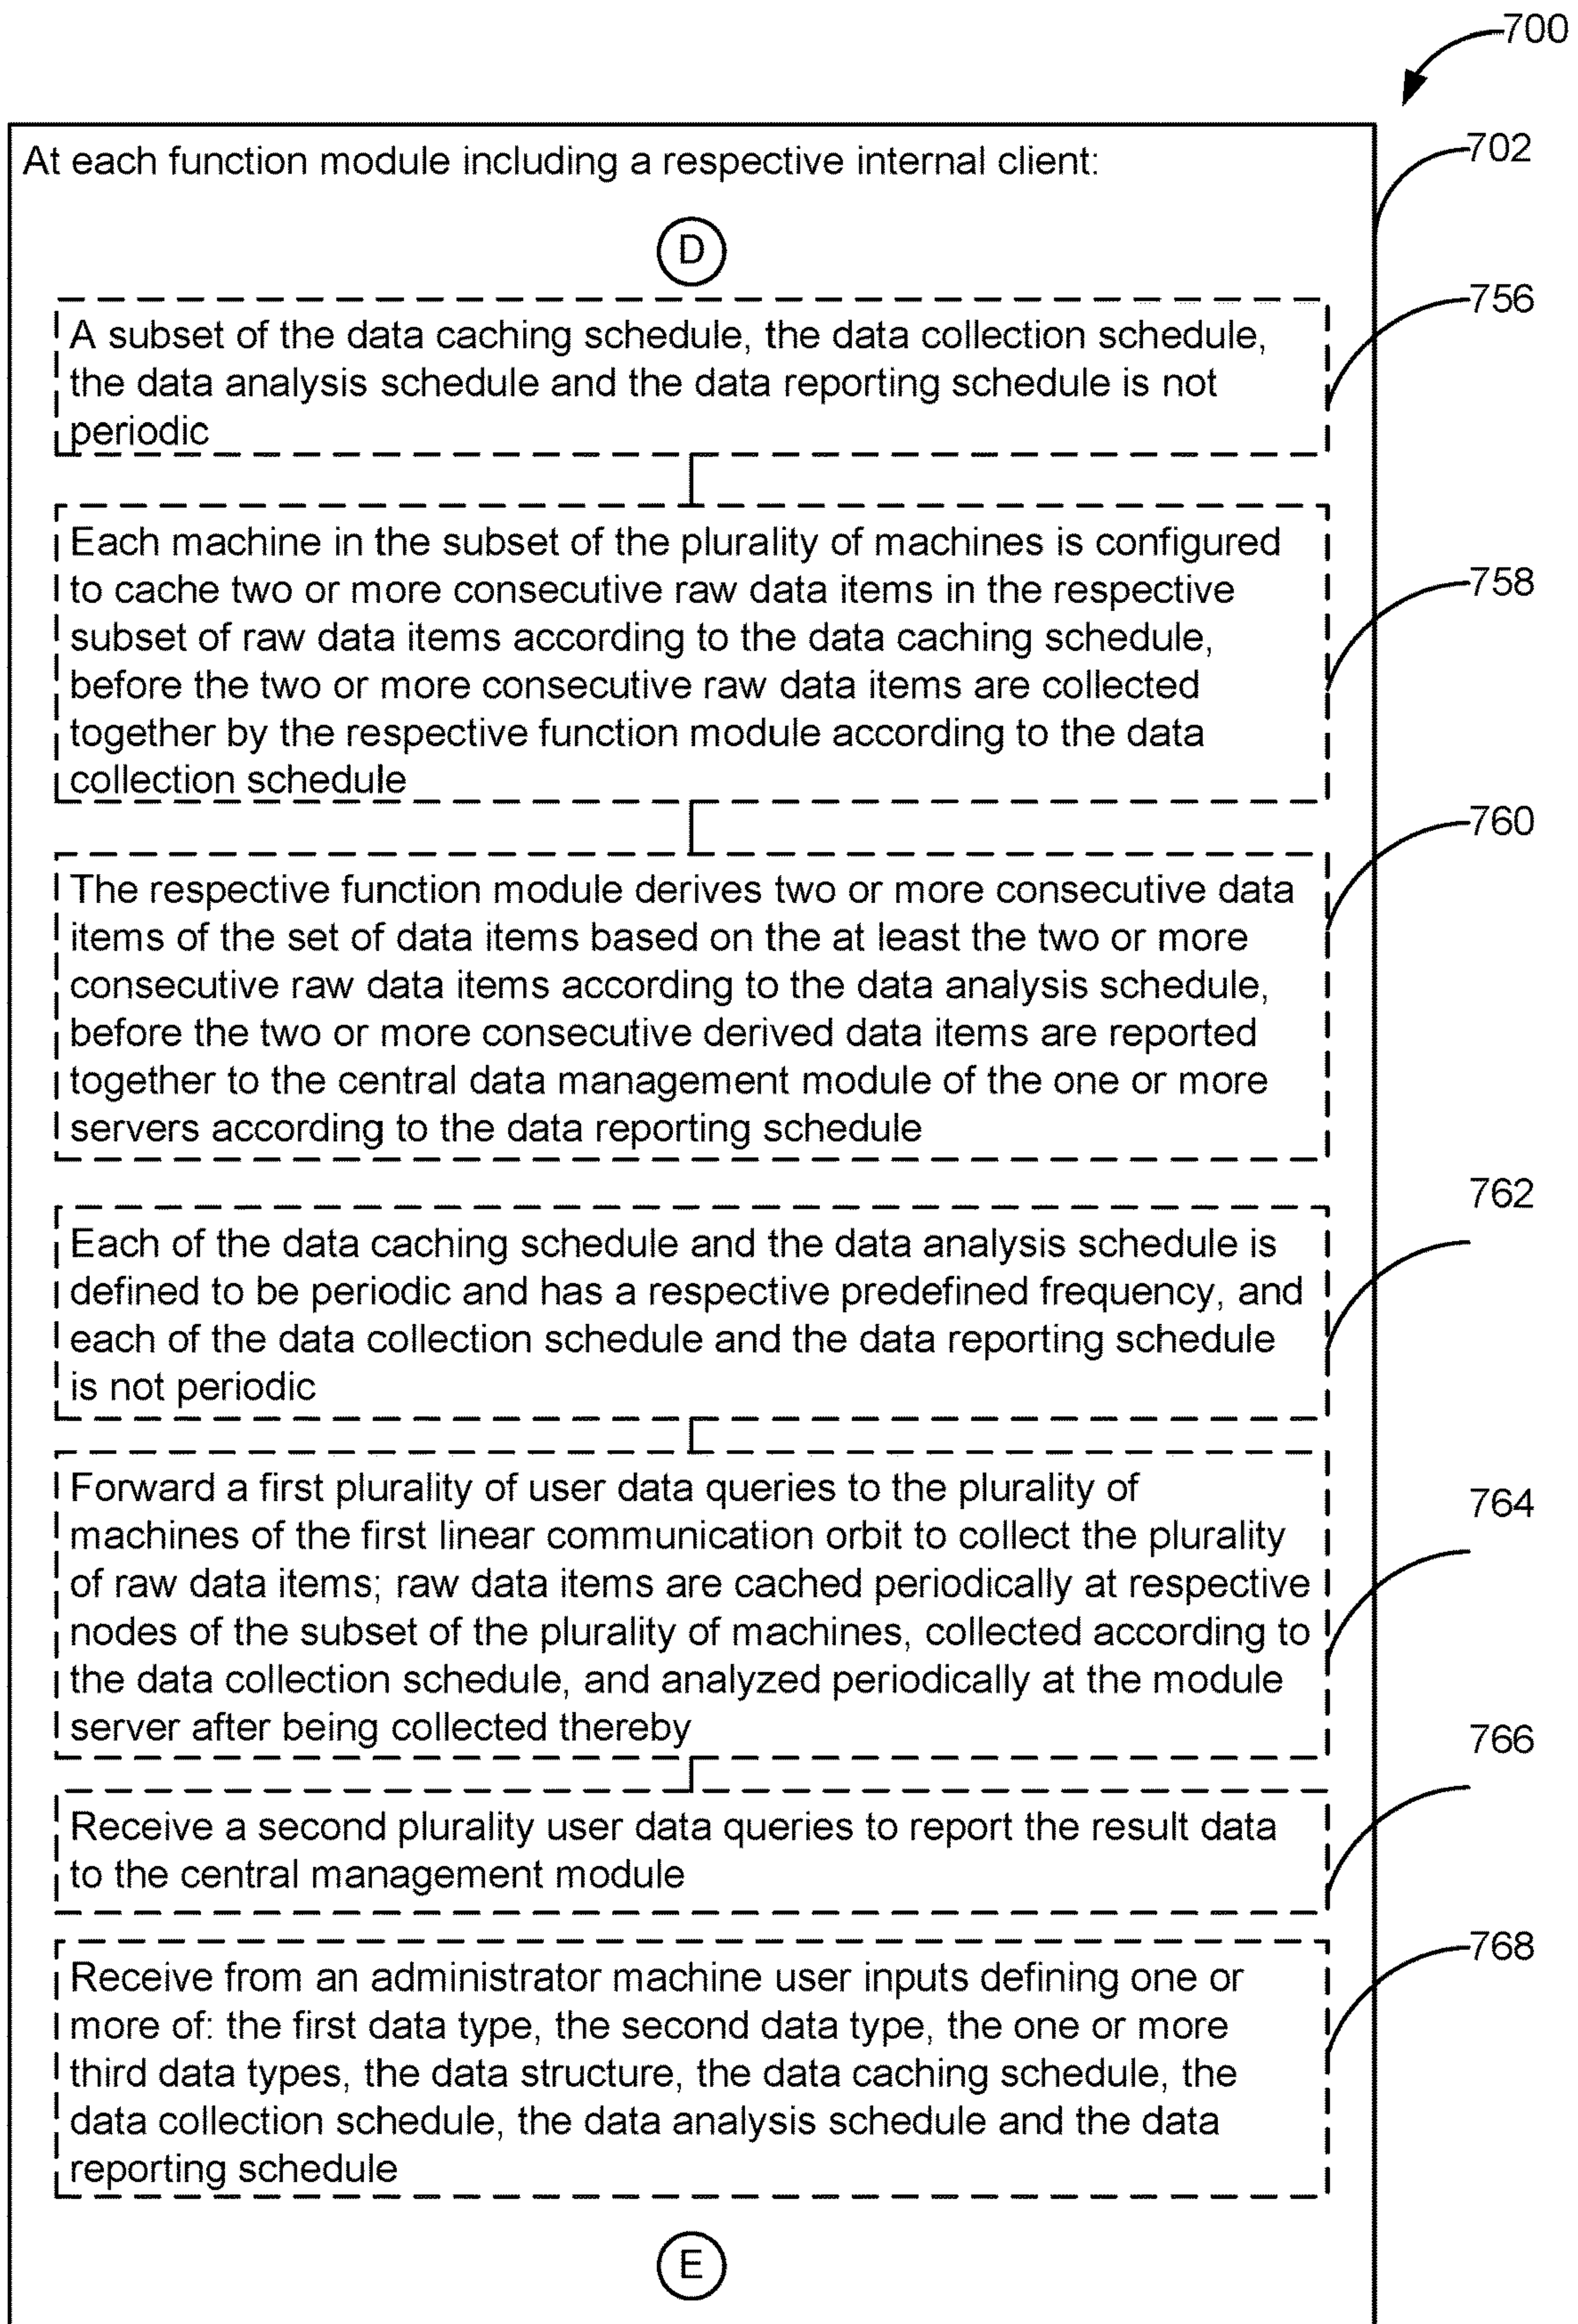 700
At each function module including a respective internal client:
702
D
756
A subset of the data caching schedule, the data collection schedule,
the data analysis schedule and the data reporting schedule is not
periodic
Each machine in the subset of the plurality of machines is configured
to cache two or more consecutive raw data items in the respective
758
subset of raw data items according to the data caching schedule,
before the two or more consecutive raw data items are collected
together by the respective function module according to the data
collection schedule
760
The respective function module derives two or more consecutive data
items of the set of data items based on the at least the two or more
consecutive raw data items according to the data analysis schedule,
before the two or more consecutive derived data items are reported
together to the central data management module of the one or more
servers according to the data reporting schedule
762
Each of the data caching schedule and the data analysis schedule is
defined to be periodic and has a respective predefined frequency, and
each of the data collection schedule and the data reporting schedule
is not periodic
Forward a first plurality of user data queries to the plurality of
764
machines of the first linear communication orbit to collect the plurality
of raw data items; raw data items are cached periodically at respective
nodes of the subset of the plurality of machines, collected according to
the data collection schedule, and analyzed periodically at the module
server after being collected thereby
766
Receive a second plurality user data queries to report the result data
to the central management module
768
Receive from an administrator machine user inputs defining one or
more of: the first data type, the second data type, the one or more
third data types, the data structure, the data caching schedule, the
data collection schedule, the data analysis schedule and the data
reporting schedule
E